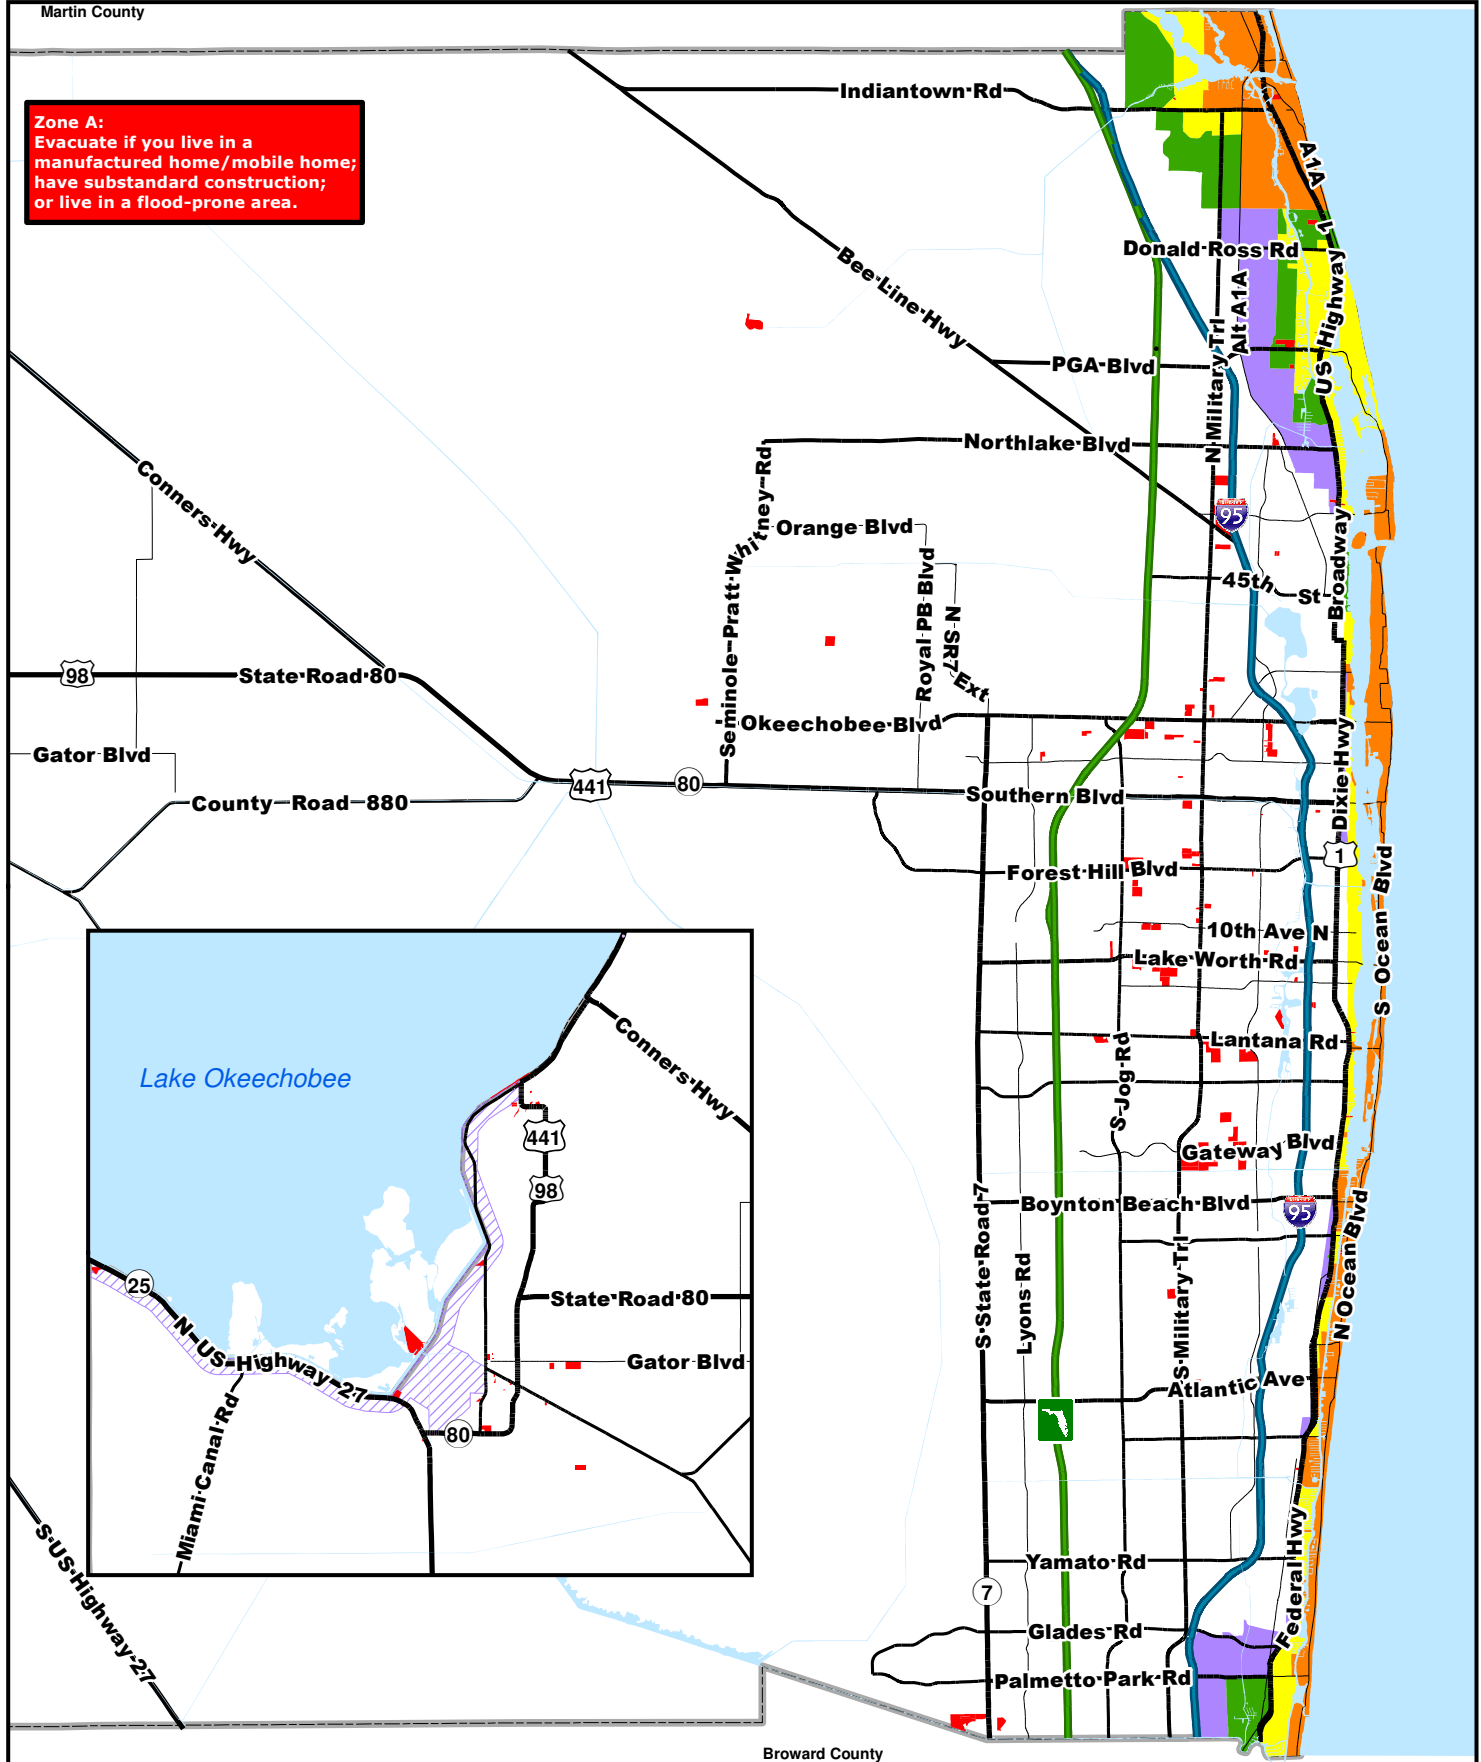 Martin County
Indiantown Rd
Zone A:
Evacuate if you live in a
manufactured home/mobile home;
have substandard construction;
or live in a flood-prone area.
A1A
1
Donald Ross Rd
Bee Line Hwy
Alt A1A
US Highway
N Military Trl
PGA Blvd
Northlake Blvd
Conners Hwy
Seminole Pratt Whitney Rd
Orange Blvd
95
Broadway
45th St
Royal PB Blvd
N SR7 Ext
98
State Road 80
Okeechobee Blvd
Gator Blvd
441
80
County Road 880
Southern Blvd
Dixie Hwy
1
Forest Hill Blvd
S Ocean Blvd
10th Ave N
Lake Worth Rd
Lantana Rd
S Jog Rd
Gateway Blvd
Boynton Beach Blvd
95
S State Road 7
Lyons Rd
S Military Trl
N Ocean Blvd
Atlantic Ave
Lake Okeechobee
Conners Hwy
441
98
25
State Road 80
N US Highway 27
Gator Blvd
Miami Canal Rd
80
S US Highway 27
Yamato Rd
Federal Hwy
7
Glades Rd
Palmetto Park Rd
Broward County